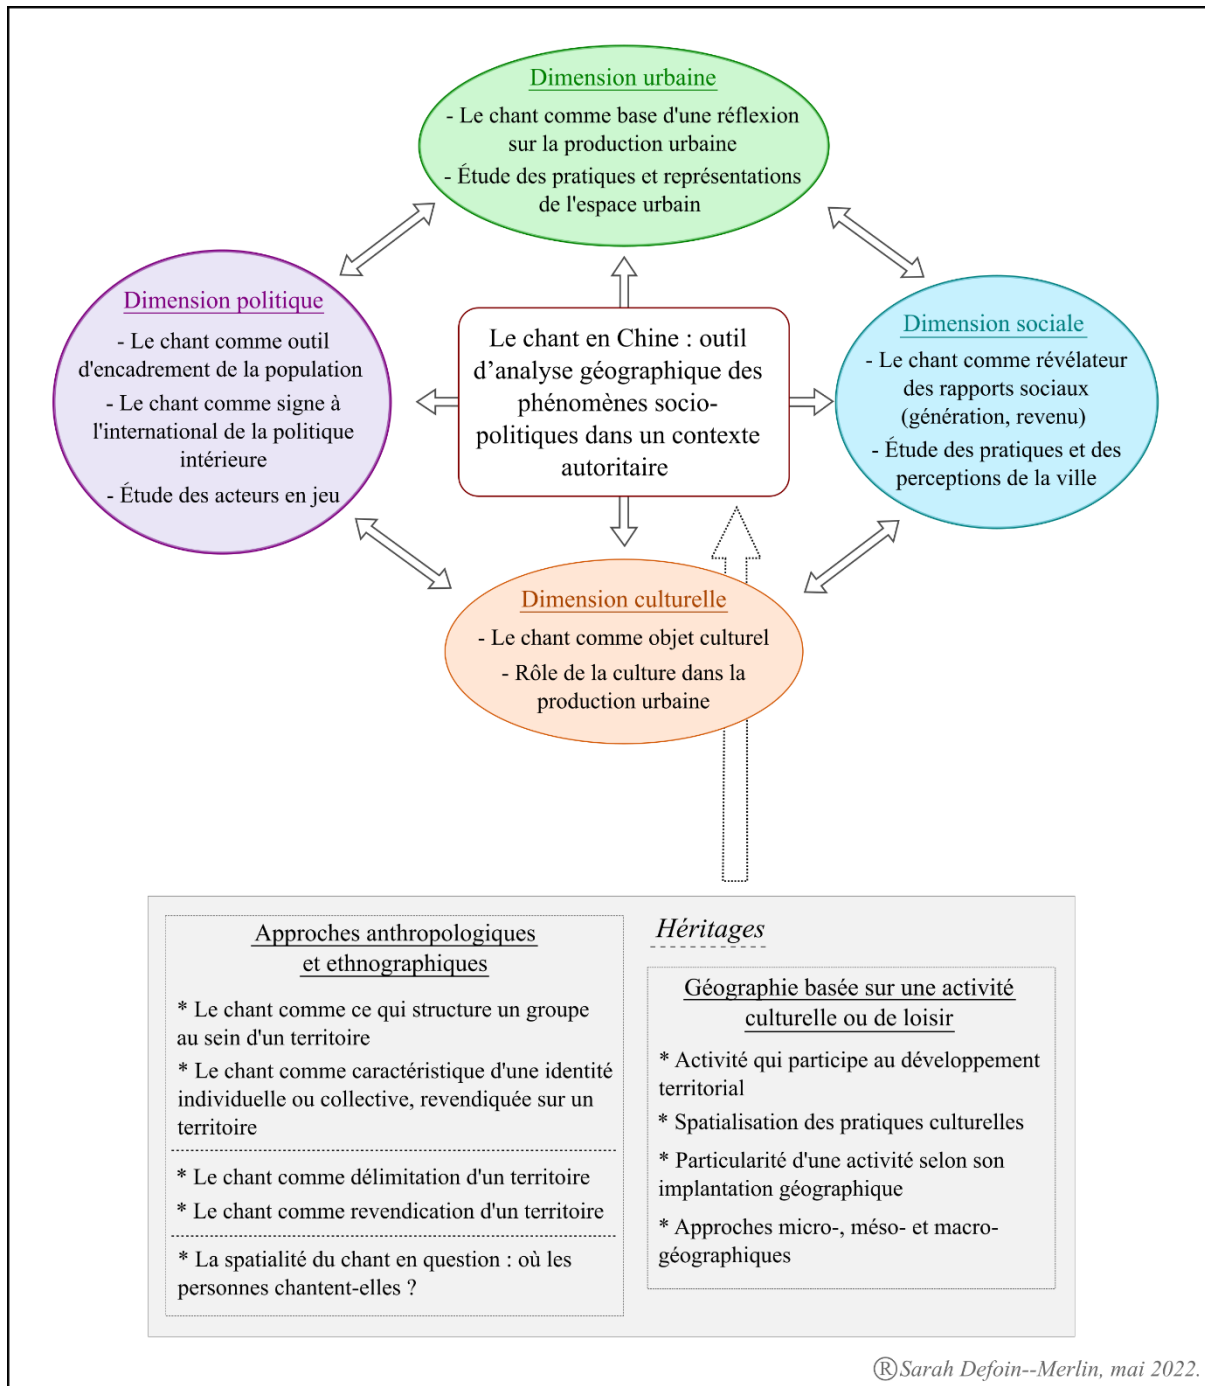 Dimension urbaine
- Le chant comme base d'une réflexion
sur la production urbaine
- Étude des pratiques et représentations
de l'espace urbain
Dimension politique
- Le chant comme outil
d'encadrement de la population
- Le chant comme signe à
l'international de la politique
intérieure
- Étude des acteurs en jeu
Le chant en Chine : outil
d’analyse géographique des
phénomènes socio-
politiques dans un contexte
autoritaire
Dimension sociale
- Le chant comme révélateur
des rapports sociaux
(génération, revenu)
- Étude des pratiques et des
perceptions de la ville
Dimension culturelle
- Le chant comme objet culturel
- Rôle de la culture dans la
production urbaine
Héritages
Approches anthropologiques
et ethnographiques
* Le chant comme ce qui structure un groupe
au sein d'un territoire
* Le chant comme caractéristique d'une identité
individuelle ou collective, revendiquée sur un
territoire
* Le chant comme délimitation d'un territoire
* Le chant comme revendication d'un territoire
* La spatialité du chant en question : où les
personnes chantent-elles ?
Géographie basée sur une activité
culturelle ou de loisir
* Activité qui participe au développement
territorial
* Spatialisation des pratiques culturelles
* Particularité d'une activité selon son
implantation géographique
* Approches micro-, méso- et macro-
géographiques
®Sarah Defoin--Merlin, mai 2022.